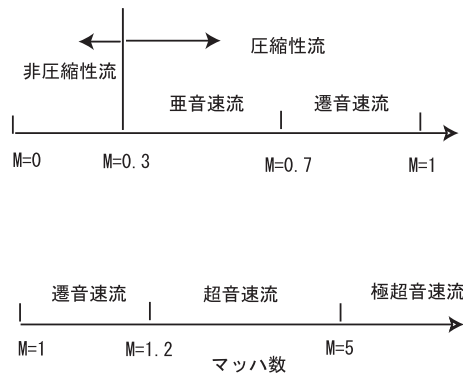 圧縮性流
非圧縮性流
亜音速流
遷音速流
M=0
M=0.3
M=0.7
M=1
遷音速流
超音速流
極超音速流
M=1
M=1.2
M=5
マッハ数